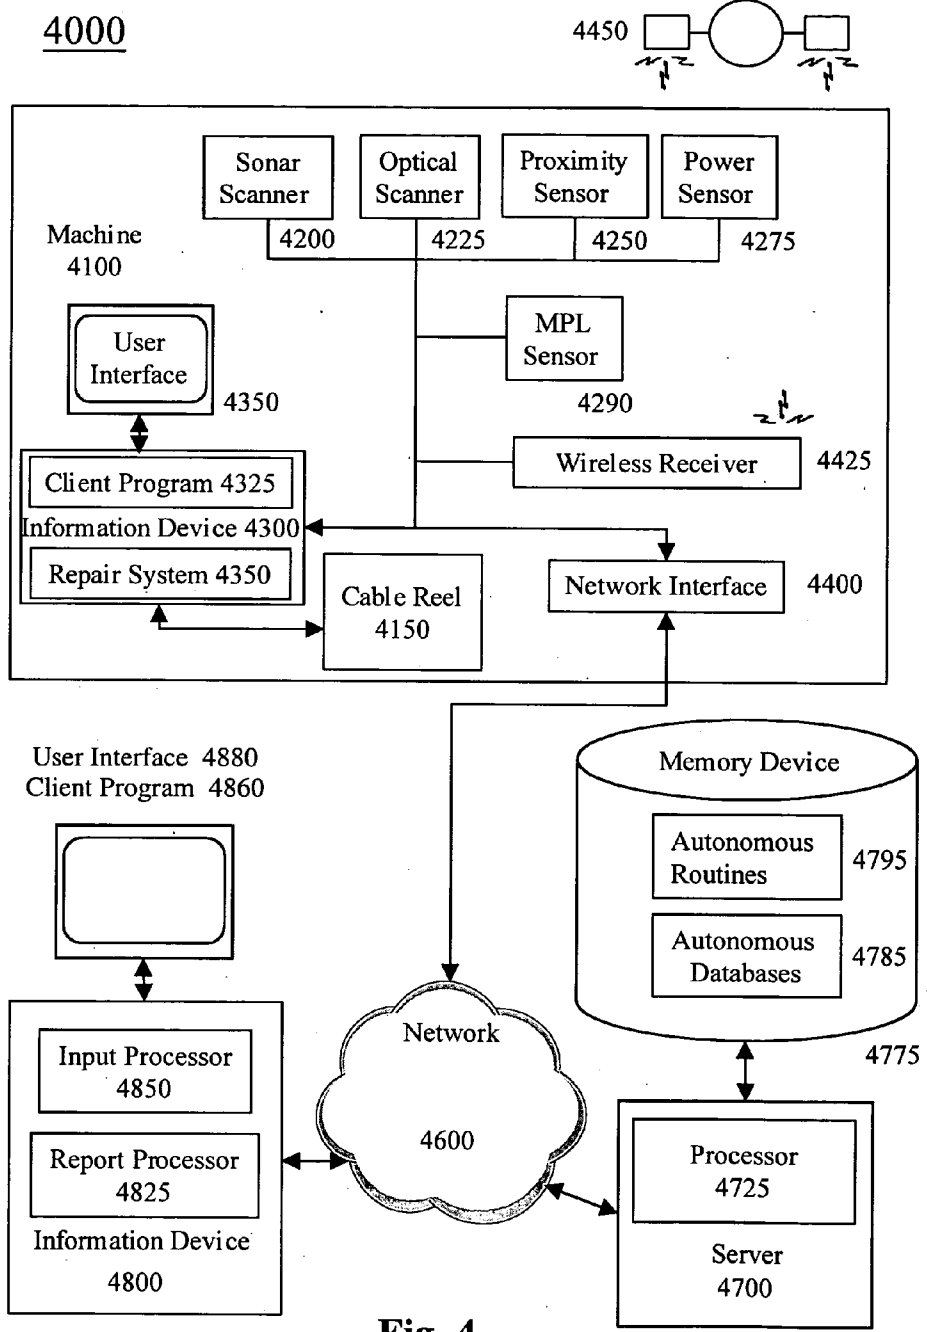 4000
4450
Sonar
Scanner
Optical
Scanner
Proximity
Sensor
Power
Sensor
4200
4225
4250
4275
Machine
4100
MPL
Sensor
4290
User
Interface
4350
Wireless Receiver
4425
Client Program 4325
Information Device 4300
Repair System 4350
Cable Reel
4150
Network Interface
4400
User Interface 4880
Client Program 4860
Memory Device
Autonomous
Routines
4795
Autonomous
Databases
4785
4775
Network
4600
Input Processor
4850
Report Processor
4825
Information Device
4800
Processor
4725
Server
4700
Fig. 4